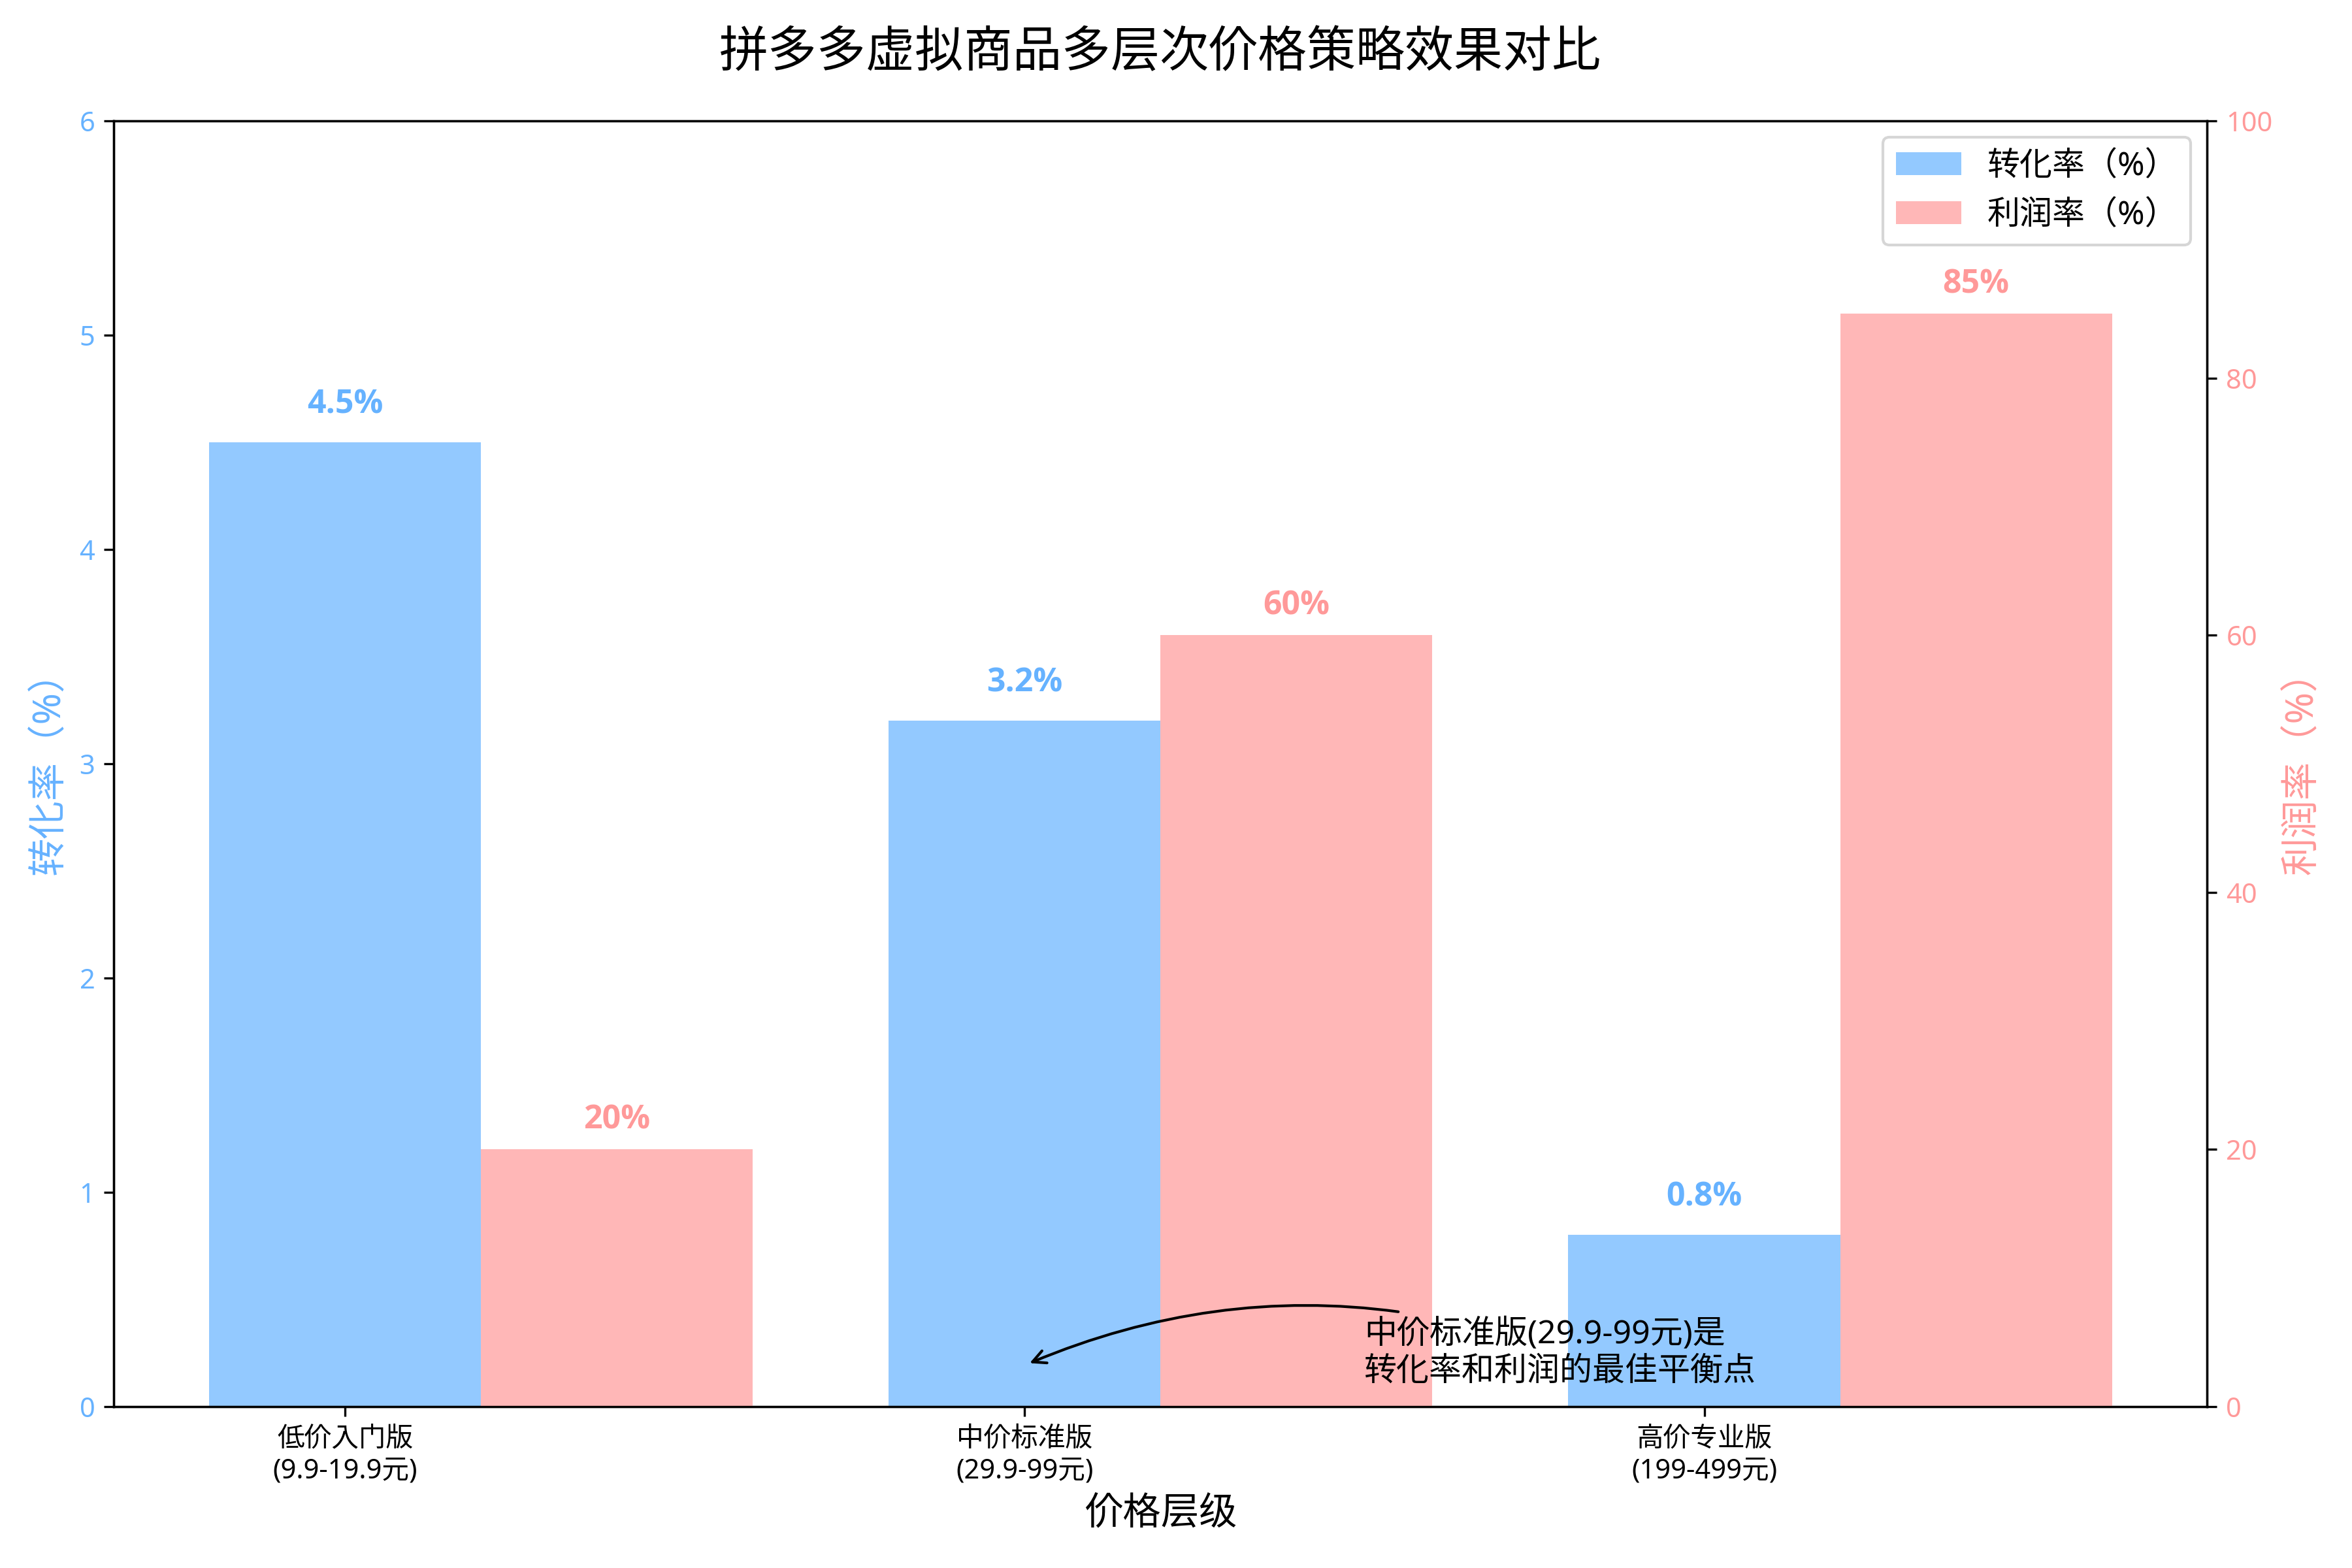 拼多多虚拟商品多层次价格策略效果对比
转化率（%）
利润率（%）
6
5
4
3
2
1
0
转化率（%）
100
80
60
40
20
0
利润率（%）
4.5%
20%
3.2%
60%
0.8%
85%
中价标准版(29.9-99元)是
转化率和利润的最佳平衡点
低价入门版
(9.9-19.9元)
中价标准版
(29.9-99元)
高价专业版
(199-499元)
价格层级